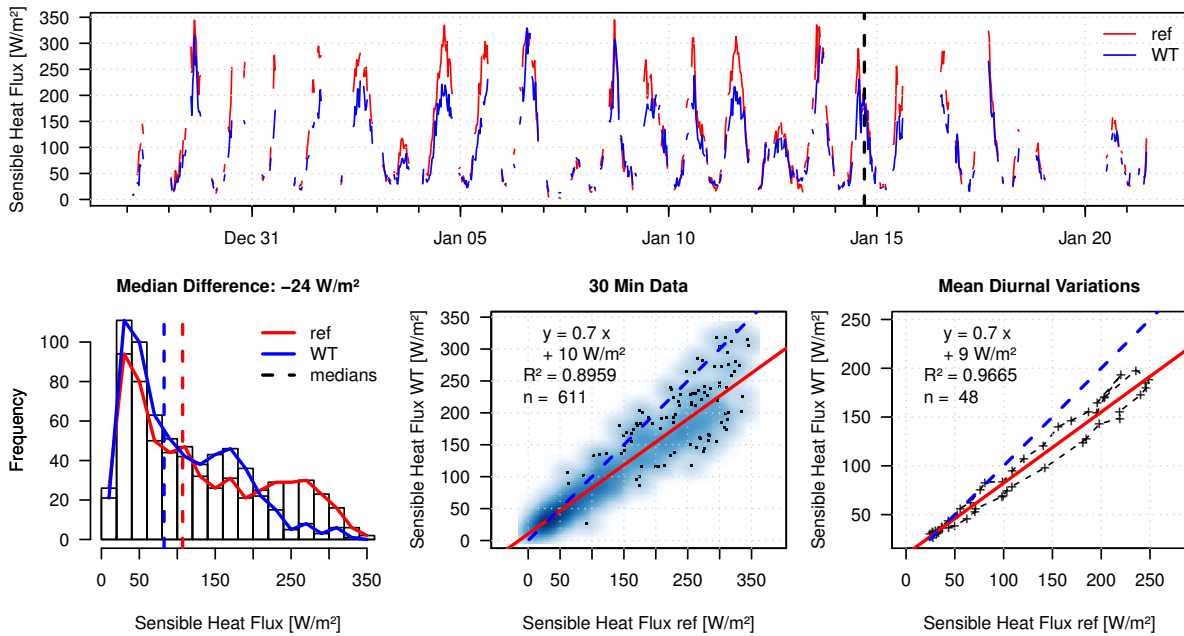 Sensible Heat Flux [W/m²]
350
300
250
200
150
100
50
0
ref
WT
Dec 31
Jan 05
Jan 10
Jan 15
Jan 20
Median Difference: −24 W/m²
Frequency
100
80
60
40
20
0
ref
WT
medians
0
50
150
250
350
Sensible Heat Flux [W/m²]
30 Min Data
Sensible Heat Flux WT [W/m²]
350
300
250
200
150
100
50
0
y = 0.7 x
+ 10 W/m²
R² = 0.8959
n = 611
0
100
200
300
400
Sensible Heat Flux ref [W/m²]
Mean Diurnal Variations
Sensible Heat Flux WT [W/m²]
250
200
150
100
50
y = 0.7 x
+ 9 W/m²
R² = 0.9665
n = 48
0
50
100
150
200
250
Sensible Heat Flux ref [W/m²]